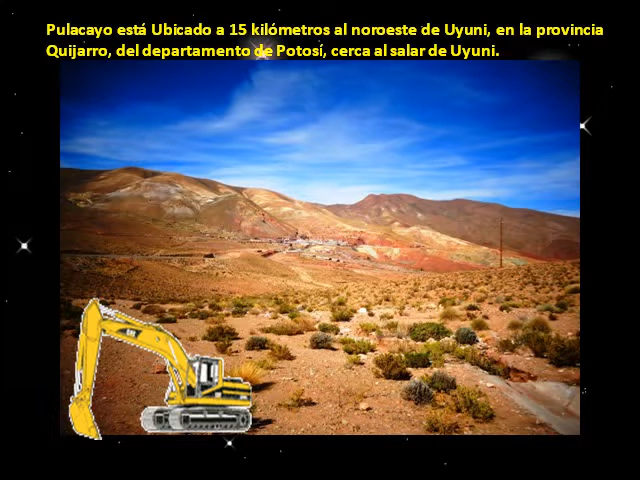 Pulacayo está Ubicado a 15 kilómetros al noroeste de Uyuni, en la provincia
Quijarro, del departamento de Potosí, cerca al salar de Uyuni.
CAT